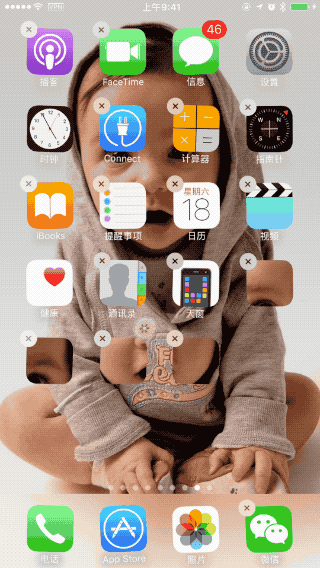 VPN 上午9:41
46
播客 FaceTime 信息 设置
时钟 Connect 计算器 指南针
星期六
18
iBooks 提醒事项 日历 视频
健康 通讯录 天窗
电话 App Store 照片 微信